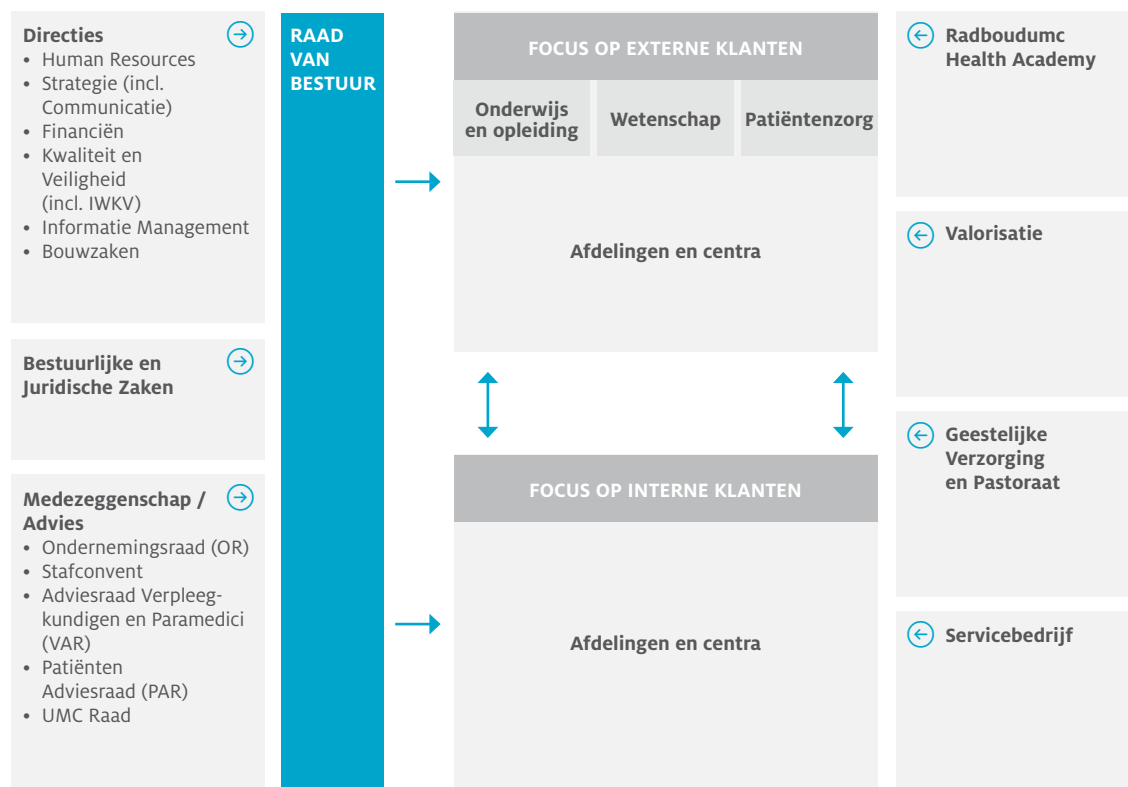 Directies
• Human Resources
• Strategie (incl.
Communicatie)
• Financiën
• Kwaliteit en
Veiligheid
(incl. IWKV)
• Informatie Management
• Bouwzaken
Bestuurlijke en
Juridische Zaken
Medezeggenschap /
Advies
• Ondernemingsraad (OR)
• Stafconvent
• Adviesraad Verpleeg-
kundigen en Paramedici
(VAR)
• Patiënten
Adviesraad (PAR)
• UMC Raad
RAAD
VAN
BESTUUR
FOCUS OP EXTERNE KLANTEN
Onderwijs
en opleiding
Wetenschap
Patiëntenzorg
Afdelingen en centra
FOCUS OP INTERNE KLANTEN
Afdelingen en centra
Radboudumc
Health Academy
Valorisatie
Geestelijke
Verzorging
en Pastoraat
Servicebedrijf